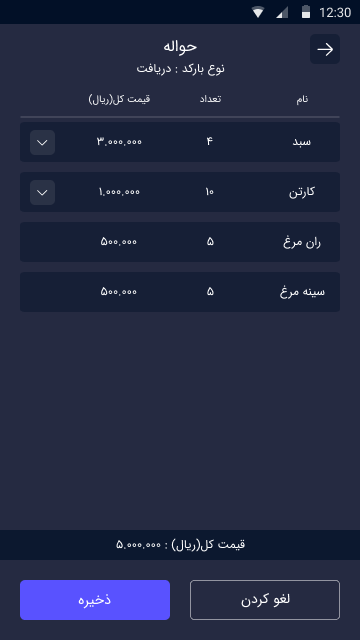 12:30
حواله
نوع بارکد : دریافت
نام تعداد قیمت کل(ریال)
سبد ۴ ۳.۰۰۰.۰۰۰
کارتن ۱۰ ۱.۰۰۰.۰۰۰
ران مرغ ۵ ۵۰۰.۰۰۰
سینه مرغ ۵ ۵۰۰.۰۰۰
قیمت کل(ریال) : ۵.۰۰۰.۰۰۰
لغو کردن ذخیره